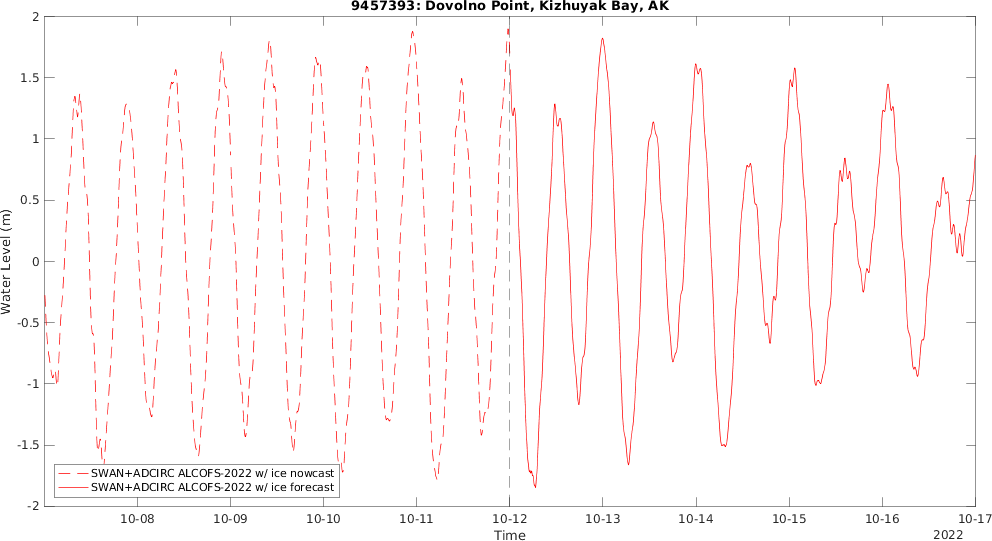 9457393: Dovolno Point, Kizhuyak Bay, AK
2
1.5
1
0.5
0
-0.5
-1
-1.5
-2
Water Level (m)
SWAN+ADCIRC ALCOFS-2022 w/ ice nowcast
SWAN+ADCIRC ALCOFS-2022 w/ ice forecast
10-08 10-09 10-10 10-11 10-12 10-13 10-14 10-15 10-16 10-17
Time
2022